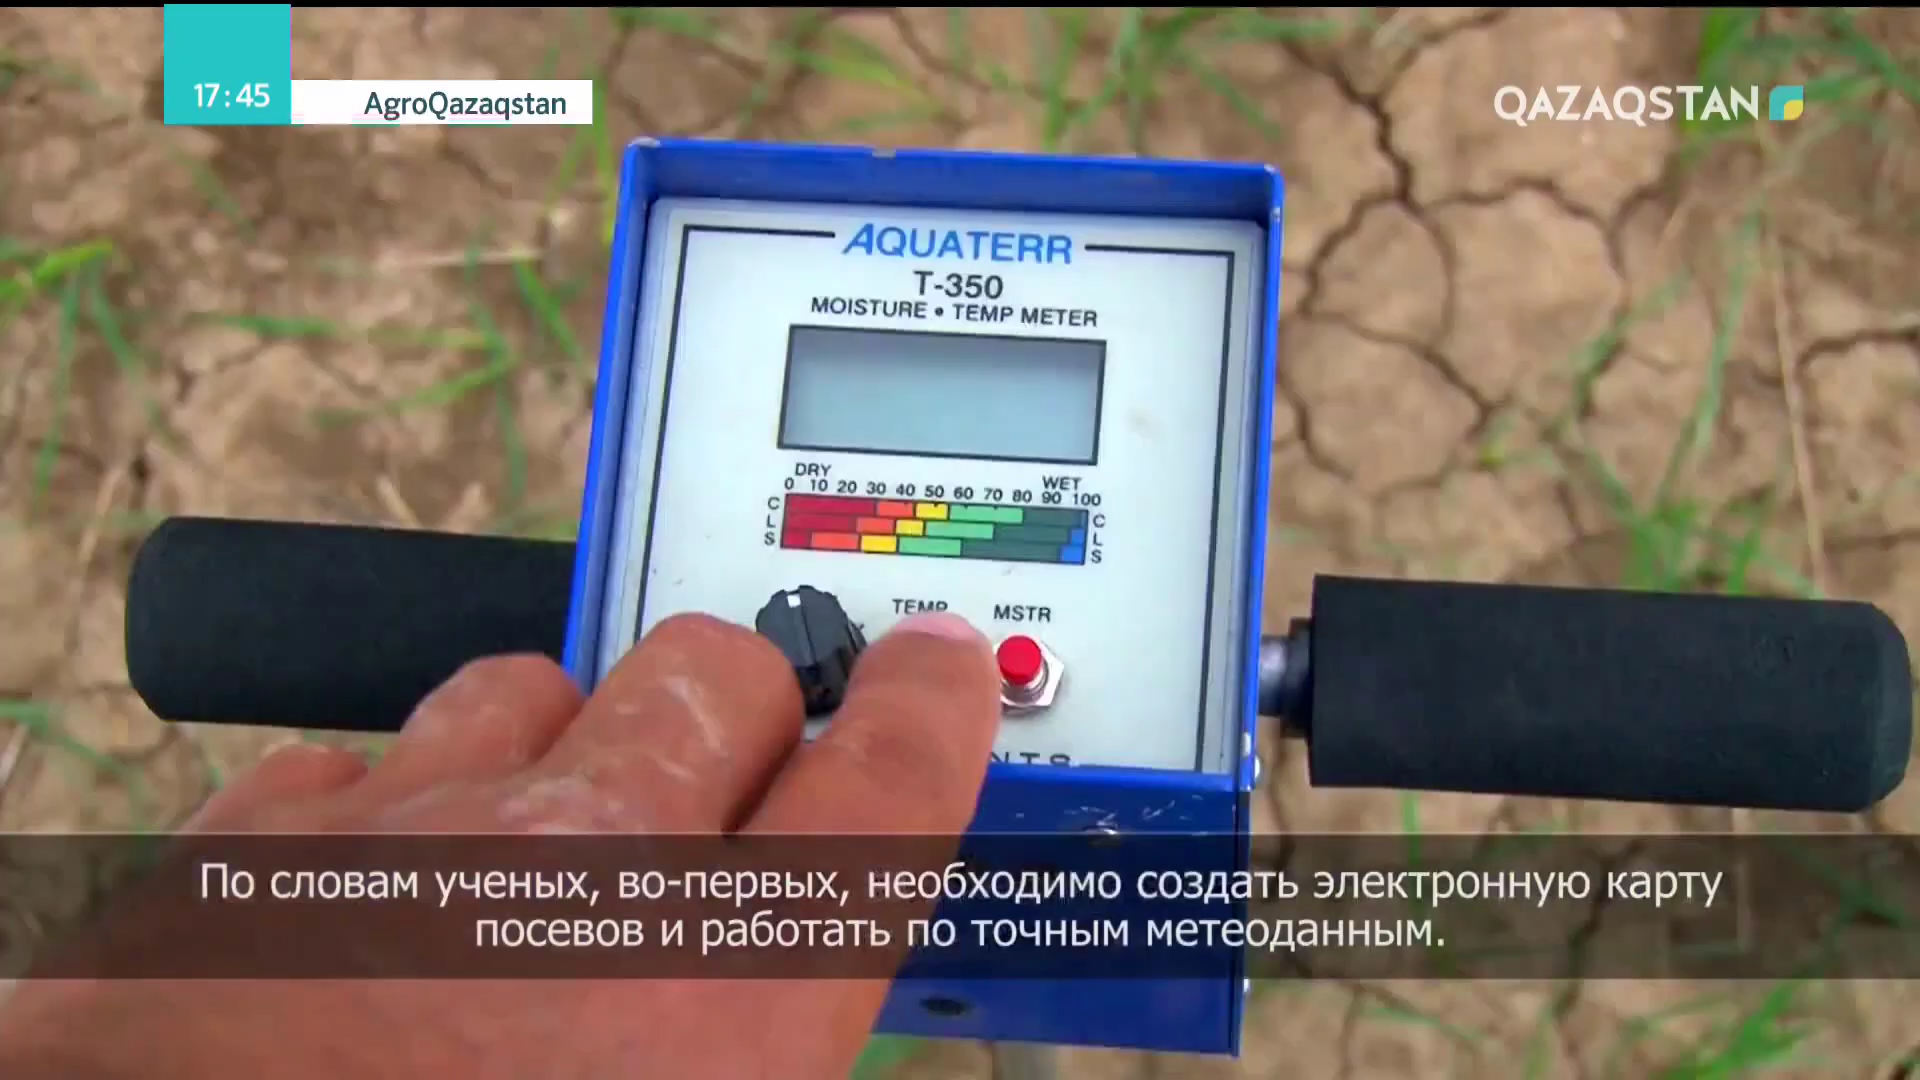 17:45
AgroQazaqstan
QAZAQSTAN
AQUATERR
T-350
MOISTURE • TEMP METER
DRY
WET
0 10 20 30 40 50 60 70 80 90 100
C
C
L
L
S
S
TEMP
MSTR
По словам ученых, во-первых, необходимо создать электронную карту
посевов и работать по точным метеоданным.